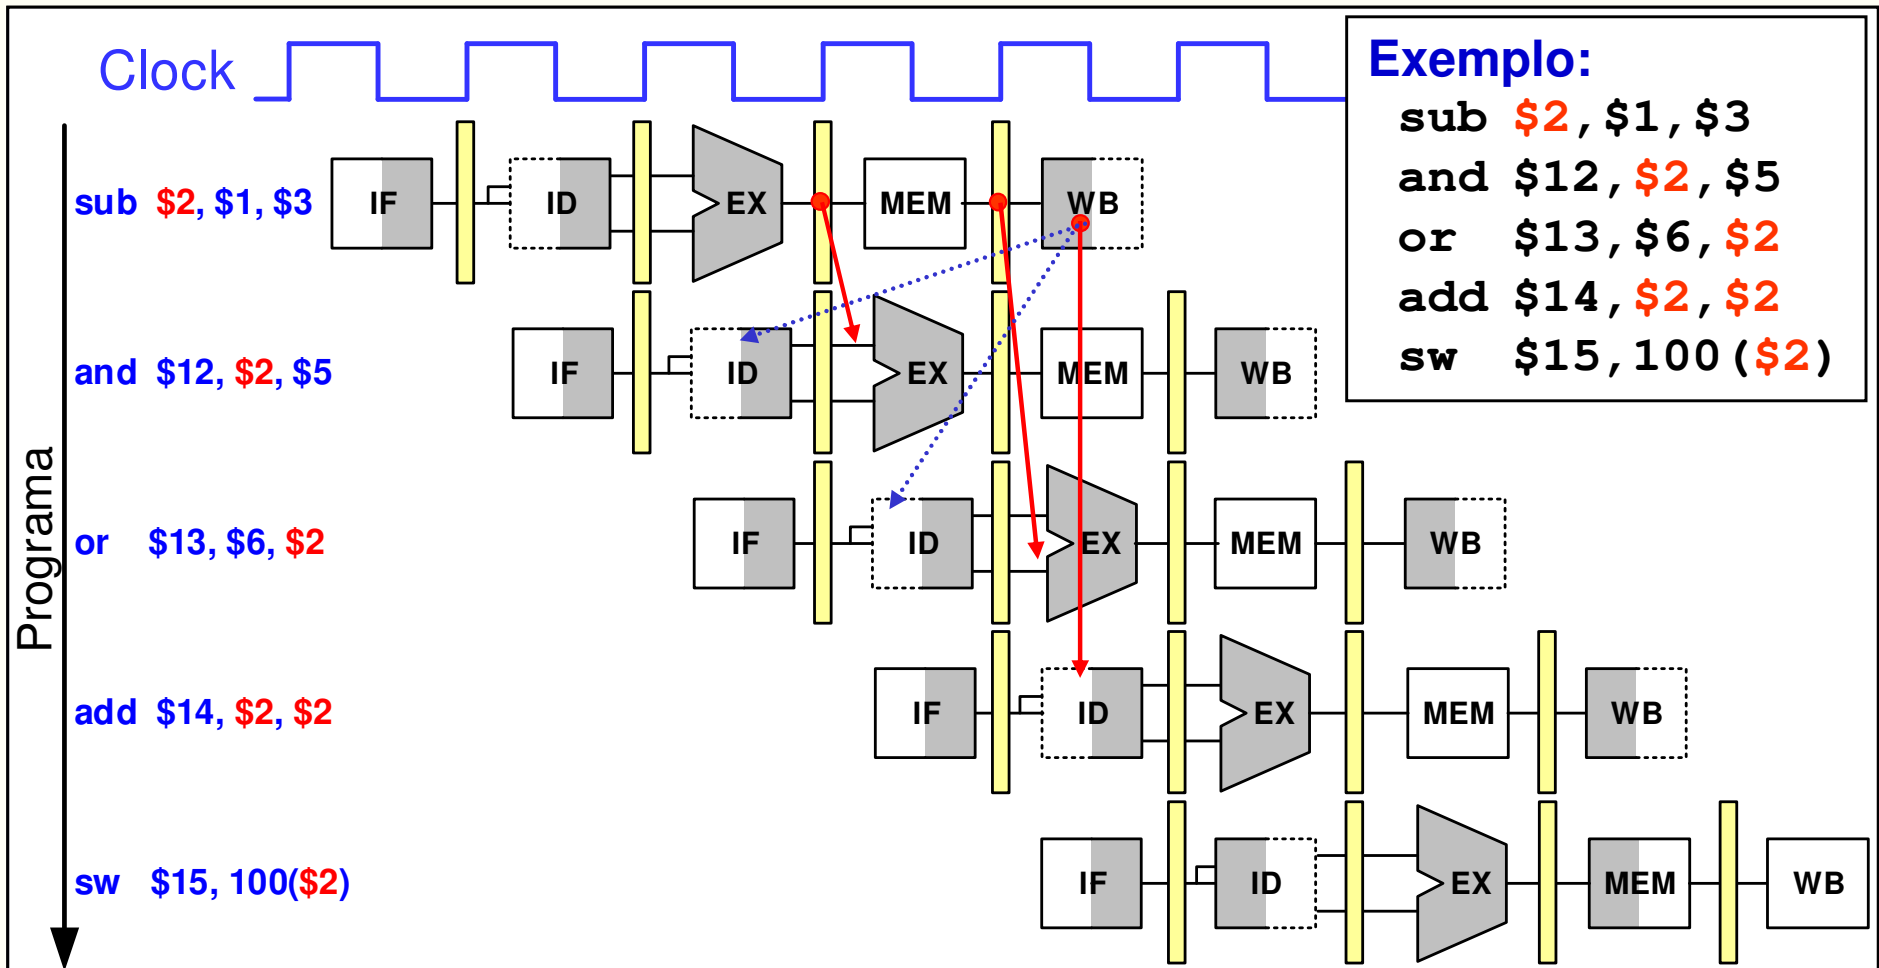 Clock
Exemplo:
sub $2,$1,$3
and $12,$2,$5
or $13,$6,$2
add $14,$2,$2
sw $15,100($2)
Programa
sub $2, $1, $3
IF
ID
EX
MEM
WB
and $12, $2, $5
IF
ID
EX
MEM
WB
or $13, $6, $2
IF
ID
EX
MEM
WB
add $14, $2, $2
IF
ID
EX
MEM
WB
sw $15, 100($2)
IF
ID
EX
MEM
WB